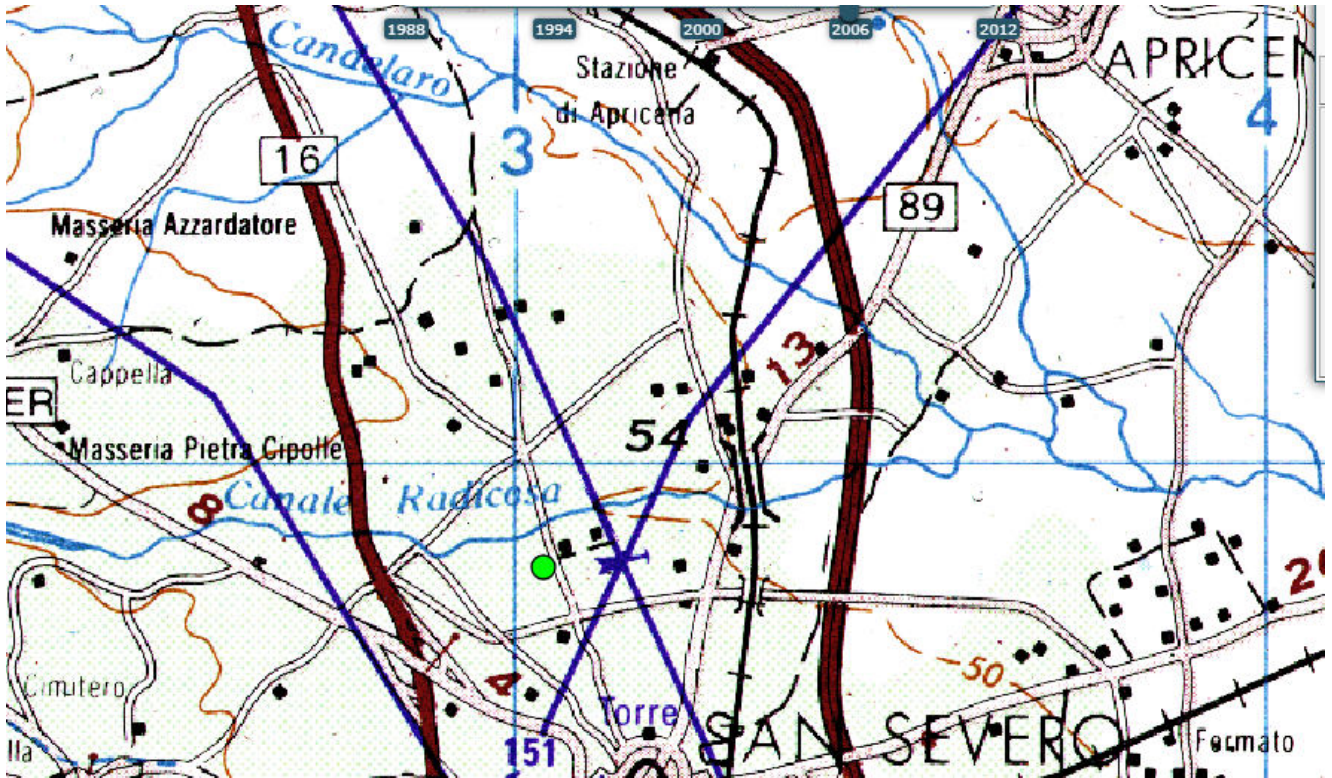 1988
1994
2000
2006
2012
Candelaro
Stazione
di Apricena
APRICEN
3
4
16
89
Masseria Azzardatore
13
Cappella
ER
54
Masseria Pietra Cipolle
8
Canale Radicosa
Cimitero
4
50
Torre
SAN SEVERO
151
Fermato
lla